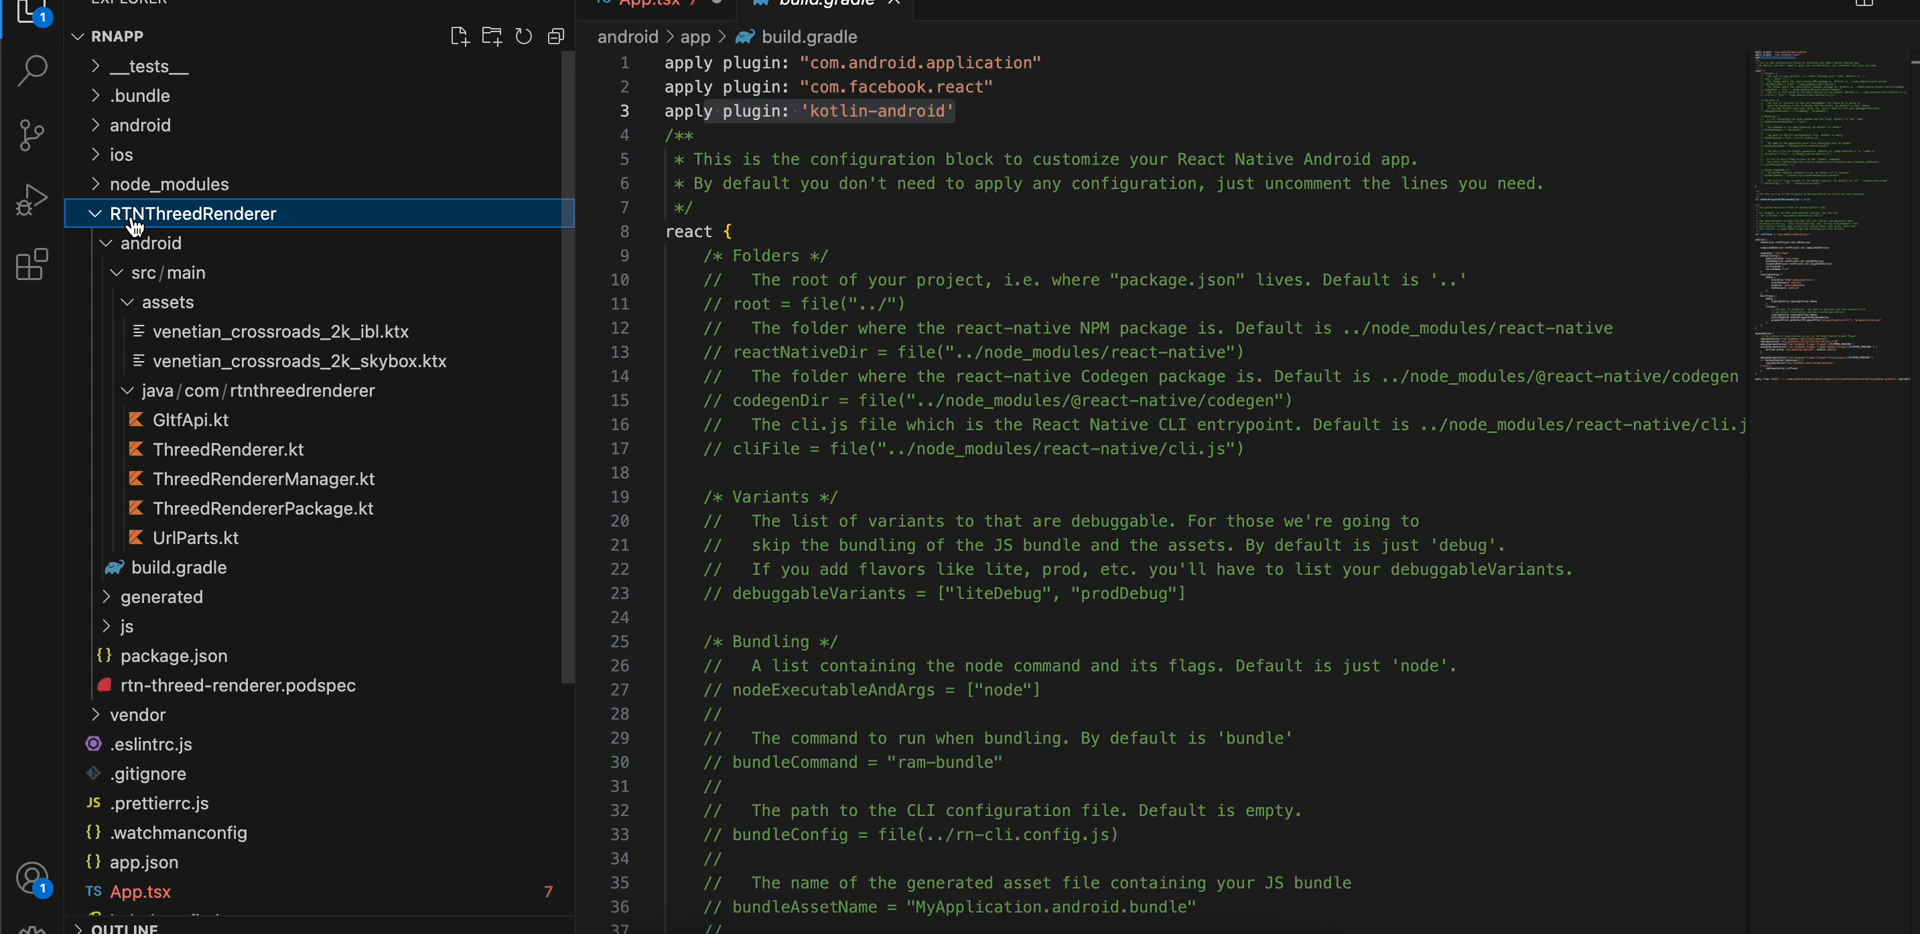 EXPLORER
RNAPP
__tests__
.bundle
android
ios
node_modules
RTNThreedRenderer
android
src/main
assets
venetian_crossroads_2k_ibl.ktx
venetian_crossroads_2k_skybox.ktx
java/com/rtnthreedrenderer
GltfApi.kt
ThreedRenderer.kt
ThreedRendererManager.kt
ThreedRendererPackage.kt
UrlParts.kt
build.gradle
generated
js
{} package.json
rtn-threed-renderer.podspec
vendor
.eslintrc.js
.gitignore
JS .prettierrc.js
{} .watchmanconfig
{} app.json
TS App.tsx 7
OUTLINE
1
1
TS App.tsx 7
build.gradle
android > app > build.gradle
1 apply plugin: "com.android.application"
2 apply plugin: "com.facebook.react"
3 apply plugin: 'kotlin-android'
4 /**
5 * This is the configuration block to customize your React Native Android app.
6 * By default you don't need to apply any configuration, just uncomment the lines you need.
7 */
8 react {
9 /* Folders */
10 // The root of your project, i.e. where "package.json" lives. Default is '..'
11 // root = file("../")
12 // The folder where the react-native NPM package is. Default is ../node_modules/react-native
13 // reactNativeDir = file("../node_modules/react-native")
14 // The folder where the react-native Codegen package is. Default is ../node_modules/@react-native/codegen
15 // codegenDir = file("../node_modules/@react-native/codegen")
16 // The cli.js file which is the React Native CLI entrypoint. Default is ../node_modules/react-native/cli.j
17 // cliFile = file("../node_modules/react-native/cli.js")
18
19 /* Variants */
20 // The list of variants to that are debuggable. For those we're going to
21 // skip the bundling of the JS bundle and the assets. By default is just 'debug'.
22 // If you add flavors like lite, prod, etc. you'll have to list your debuggableVariants.
23 // debuggableVariants = ["liteDebug", "prodDebug"]
24
25 /* Bundling */
26 // A list containing the node command and its flags. Default is just 'node'.
27 // nodeExecutableAndArgs = ["node"]
28 //
29 // The command to run when bundling. By default is 'bundle'
30 // bundleCommand = "ram-bundle"
31 //
32 // The path to the CLI configuration file. Default is empty.
33 // bundleConfig = file(../rn-cli.config.js)
34 //
35 // The name of the generated asset file containing your JS bundle
36 // bundleAssetName = "MyApplication.android.bundle"
37 //